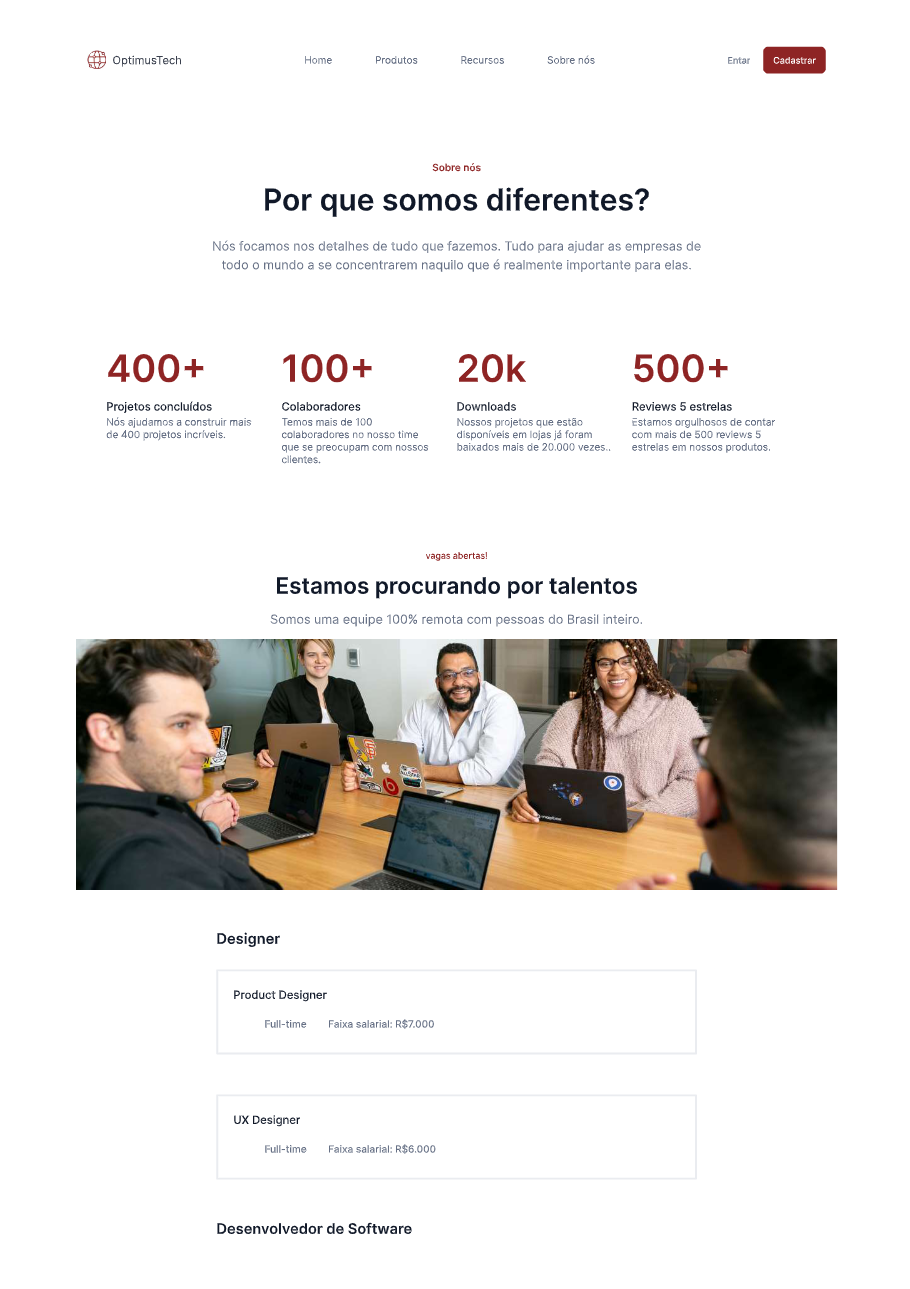 OptimusTech
Home
Produtos
Recursos
Sobre nós
Entar
Cadastrar
Sobre nós
Por que somos diferentes?
Nós focamos nos detalhes de tudo que fazemos. Tudo para ajudar as empresas de
todo o mundo a se concentrarem naquilo que é realmente importante para elas.
400+
Projetos concluídos
Nós ajudamos a construir mais
de 400 projetos incríveis.
100+
Colaboradores
Temos mais de 100
colaboradores no nosso time
que se preocupam com nossos
clientes.
20k
Downloads
Nossos projetos que estão
disponíveis em lojas já foram
baixados mais de 20.000 vezes..
500+
Reviews 5 estrelas
Estamos orgulhosos de contar
com mais de 500 reviews 5
estrelas em nossos produtos.
vagas abertas!
Estamos procurando por talentos
Somos uma equipe 100% remota com pessoas do Brasil inteiro.
Designer
Product Designer
Full-time
Faixa salarial: R$7.000
UX Designer
Full-time
Faixa salarial: R$6.000
Desenvolvedor de Software